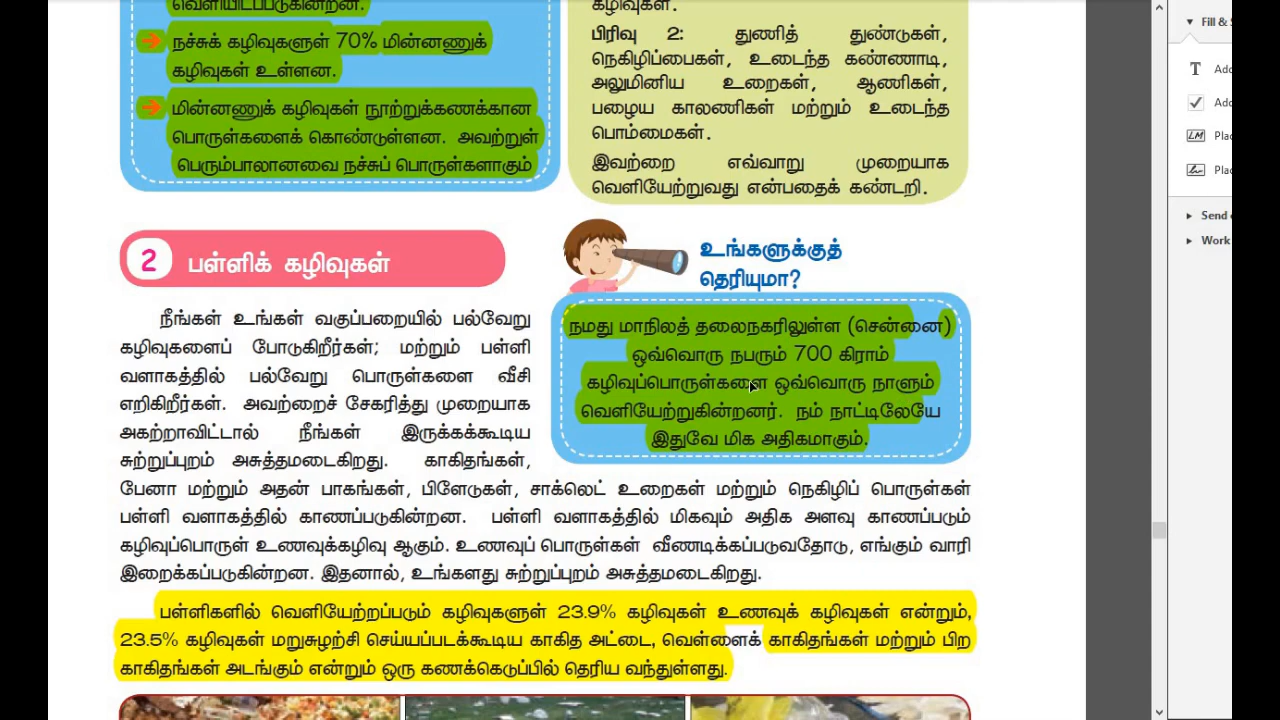 வெளியிடப்படுகின்றன.
நச்சுக் கழிவுகளுள் 70% மின்னணுக்
கழிவுகள் உள்ளன.
மின்னணுக் கழிவுகள் நூற்றுக்கணக்கான
பொருள்களைக் கொண்டுள்ளன. அவற்றுள்
பெரும்பாலானவை நச்சுப் பொருள்களாகும்
கழிவுகள்.
பிரிவு 2: துணித் துண்டுகள்,
நெகிழிப்பைகள், உடைந்த கண்ணாடி,
அலுமினிய உறைகள், ஆணிகள்,
பழைய காலணிகள் மற்றும் உடைந்த
பொம்மைகள்.
இவற்றை எவ்வாறு முறையாக
வெளியேற்றுவது என்பதைக் கண்டறி.
2 பள்ளிக் கழிவுகள்
உங்களுக்குத்
தெரியுமா?
நமது மாநிலத் தலைநகரிலுள்ள (சென்னை)
ஒவ்வொரு நபரும் 700 கிராம்
கழிவுப்பொருள்களை ஒவ்வொரு நாளும்
வெளியேற்றுகின்றனர். நம் நாட்டிலேயே
இதுவே மிக அதிகமாகும்.
நீங்கள் உங்கள் வகுப்பறையில் பல்வேறு
கழிவுகளைப் போடுகிறீர்கள்; மற்றும் பள்ளி
வளாகத்தில் பல்வேறு பொருள்களை வீசி
எறிகிறீர்கள். அவற்றைச் சேகரித்து முறையாக
அகற்றாவிட்டால் நீங்கள் இருக்கக்கூடிய
சுற்றுப்புறம் அசுத்தமடைகிறது. காகிதங்கள்,
பேனா மற்றும் அதன் பாகங்கள், பிளேடுகள், சாக்லெட் உறைகள் மற்றும் நெகிழிப் பொருள்கள்
பள்ளி வளாகத்தில் காணப்படுகின்றன. பள்ளி வளாகத்தில் மிகவும் அதிக அளவு காணப்படும்
கழிவுப்பொருள் உணவுக்கழிவு ஆகும். உணவுப் பொருள்கள் வீணடிக்கப்படுவதோடு, எங்கும் வாரி
இறைக்கப்படுகின்றன. இதனால், உங்களது சுற்றுப்புறம் அசுத்தமடைகிறது.
பள்ளிகளில் வெளியேற்றப்படும் கழிவுகளுள் 23.9% கழிவுகள் உணவுக் கழிவுகள் என்றும்,
23.5% கழிவுகள் மறுசுழற்சி செய்யப்படக்கூடிய காகித அட்டை, வெள்ளைக் காகிதங்கள் மற்றும் பிற
காகிதங்கள் அடங்கும் என்றும் ஒரு கணக்கெடுப்பில் தெரிய வந்துள்ளது.
Fill &
Send
Work